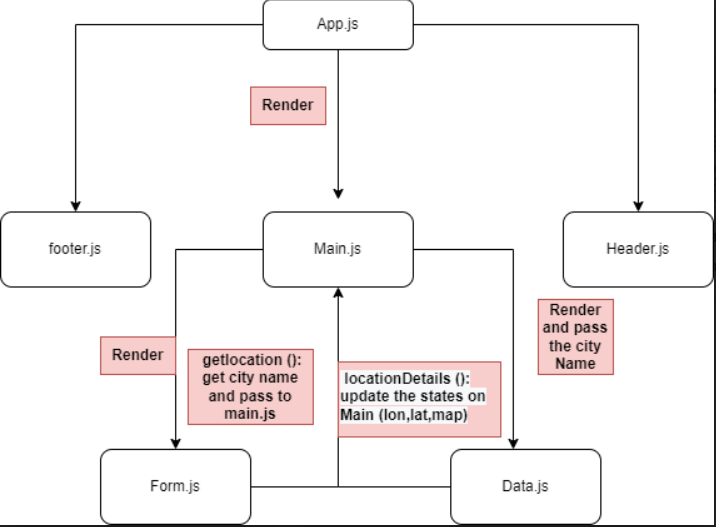 App.js
Render
footer.js
Main.js
Header.js
Render
and pass
the city
Name
Render
getlocation ():
get city name
and pass to
main.js
locationDetails ():
update the states on
Main (lon,lat,map)
Form.js
Data.js